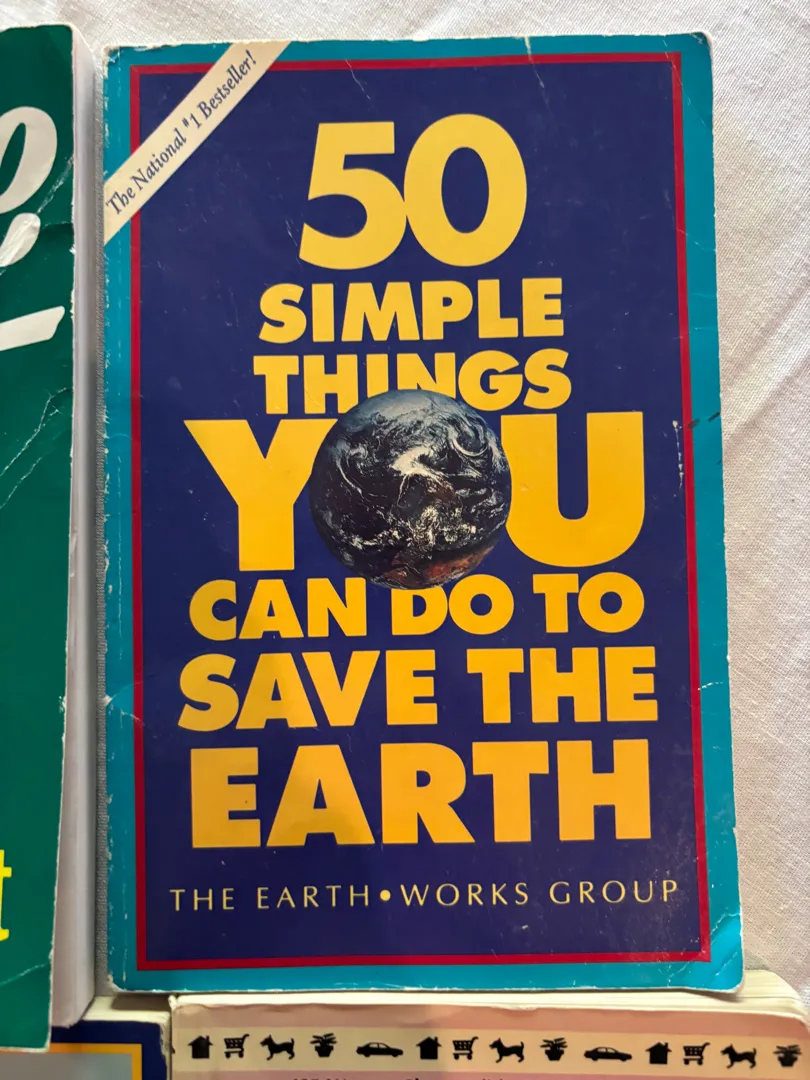 The National #1 Bestseller!
50
SIMPLE
THINGS
YOU
CAN DO TO
SAVE THE
EARTH
THE EARTH•WORKS GROUP
e
t